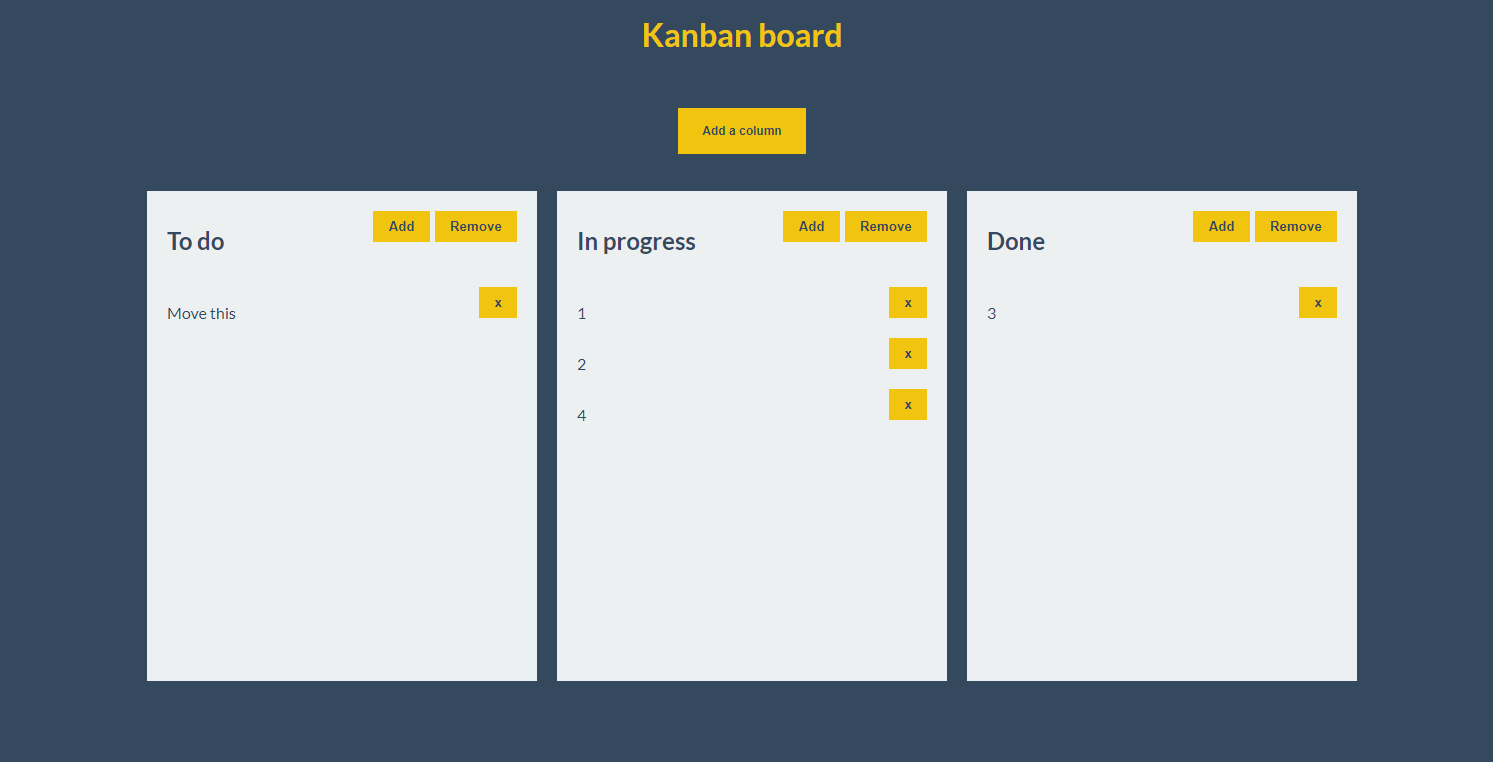 Kanban board
Add a column
To do
Add
Remove
Move this
x
In progress
Add
Remove
1
x
2
x
4
x
Done
Add
Remove
3
x